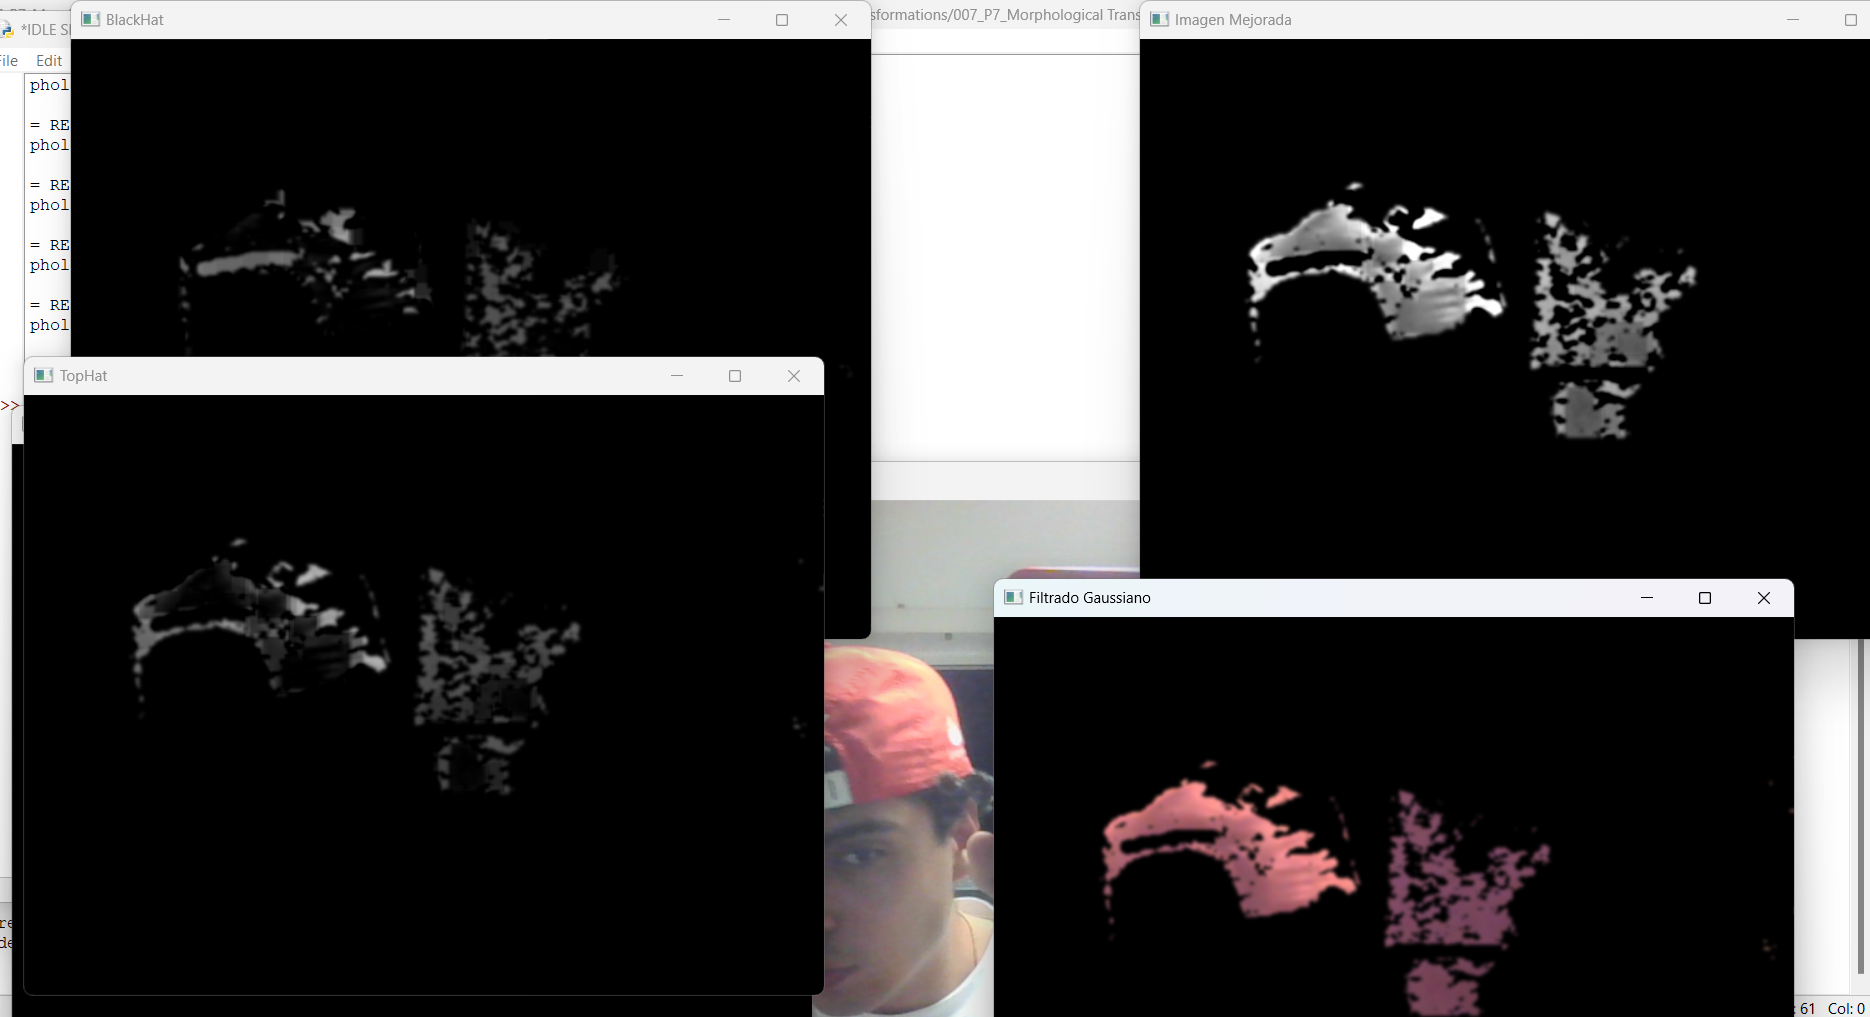 BlackHat
sformations/007_P7_Morphological Trans
Imagen Mejorada
*IDLE S
File Edit
phol
= RE
phol
= RE
phol
= RE
phol
= RE
phol
TopHat
>>
Filtrado Gaussiano
re
de
: 61 Col: 0